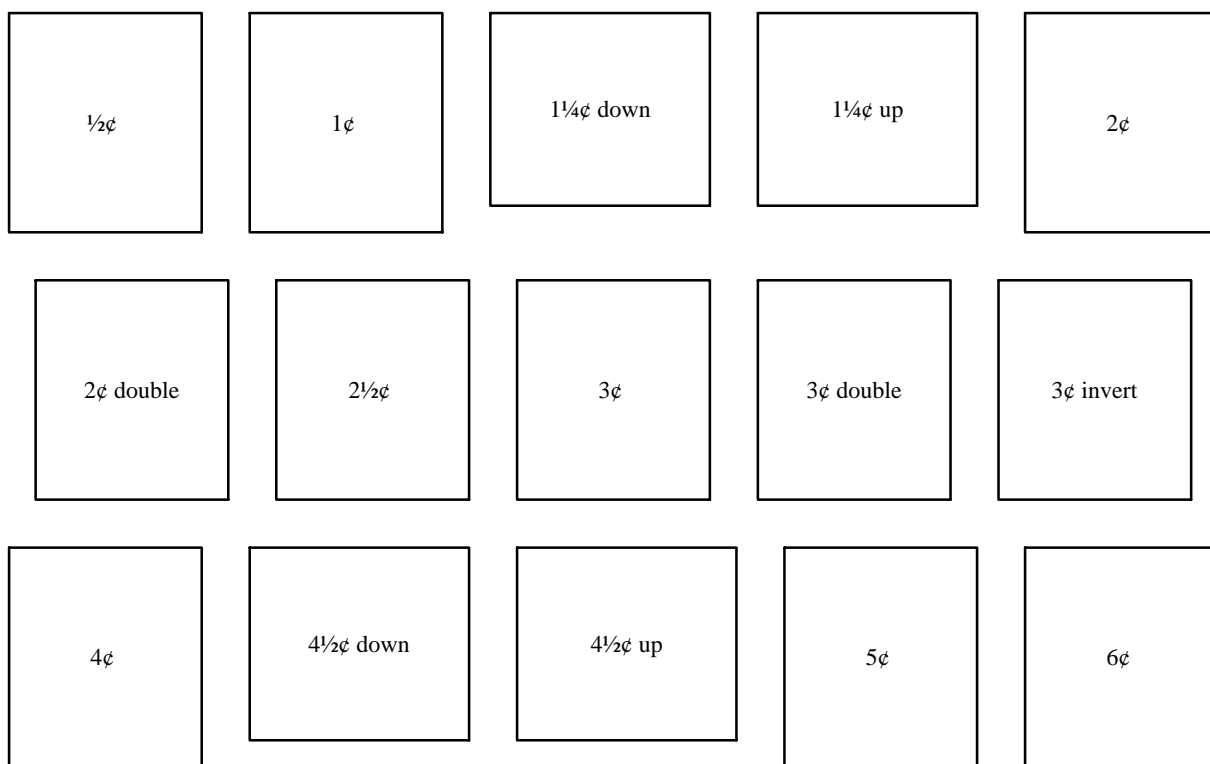 ½¢
1¢
1¼¢ down
1¼¢ up
2¢
2¢ double
2½¢
3¢
3¢ double
3¢ invert
4¢
4½¢ down
4½¢ up
5¢
6¢